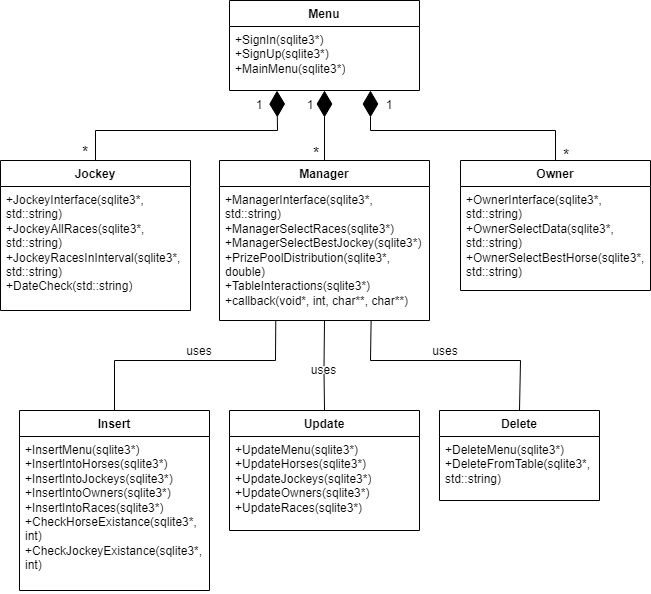 Menu
+SignIn(sqlite3*)
+SignUp(sqlite3*)
+MainMenu(sqlite3*)
1
1
1
*
*
*
Jockey
+JockeyInterface(sqlite3*,
std::string)
+JockeyAllRaces(sqlite3*,
std::string)
+JockeyRacesInInterval(sqlite3*,
std::string)
+DateCheck(std::string)
Manager
+ManagerInterface(sqlite3*,
std::string)
+ManagerSelectRaces(sqlite3*)
+ManagerSelectBestJockey(sqlite3*)
+PrizePoolDistribution(sqlite3*,
double)
+TableInteractions(sqlite3*)
+callback(void*, int, char**, char**)
Owner
+OwnerInterface(sqlite3*,
std::string)
+OwnerSelectData(sqlite3*,
std::string)
+OwnerSelectBestHorse(sqlite3*,
std::string)
uses
uses
uses
Insert
+InsertMenu(sqlite3*)
+InsertIntoHorses(sqlite3*)
+InsertIntoJockeys(sqlite3*)
+InsertIntoOwners(sqlite3*)
+InsertIntoRaces(sqlite3*)
+CheckHorseExistance(sqlite3*,
int)
+CheckJockeyExistance(sqlite3*,
int)
Update
+UpdateMenu(sqlite3*)
+UpdateHorses(sqlite3*)
+UpdateJockeys(sqlite3*)
+UpdateOwners(sqlite3*)
+UpdateRaces(sqlite3*)
Delete
+DeleteMenu(sqlite3*)
+DeleteFromTable(sqlite3*,
std::string)